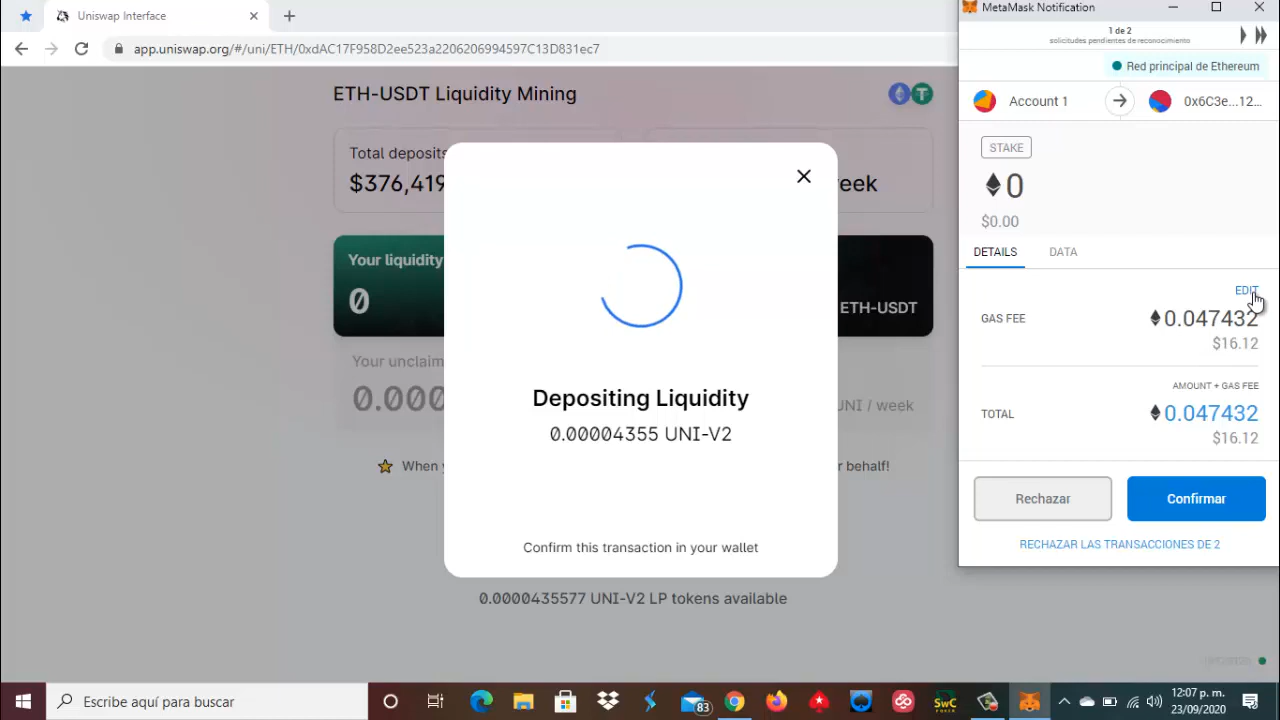 Uniswap Interface
app.uniswap.org/#/uni/ETH/0xdAC17F958D2ee523a2206206994597C13D831ec7
ETH-USDT Liquidity Mining
Total deposits
$376,419
eek
Your liquidity
0
ETH-USDT
Your unclaim
0.000
UNI / week
When y
r behalf!
Depositing Liquidity
0.00004355 UNI-V2
Confirm this transaction in your wallet
0.0000435577 UNI-V2 LP tokens available
MetaMask Notification
1 de 2
solicitudes pendientes de reconocimiento
Red principal de Ethereum
Account 1
0x6C3e...12...
STAKE
0
$0.00
DETAILS
DATA
EDIT
GAS FEE
0.047432
$16.12
AMOUNT + GAS FEE
TOTAL
0.047432
$16.12
Rechazar
Confirmar
RECHAZAR LAS TRANSACCIONES DE 2
Escribe aquí para buscar
83
SwC
POKER
12:07 p. m.
23/09/2020